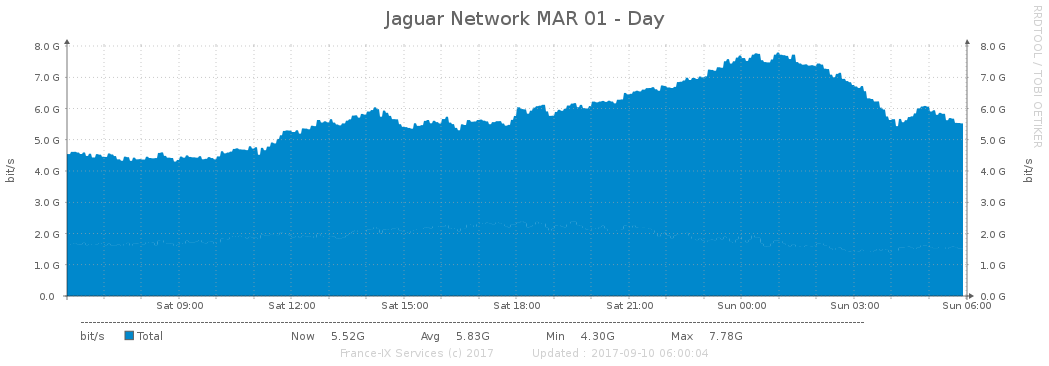 Jaguar Network MAR 01 - Day
RRDTOOL / TOBI OETIKER
8.0 G 8.0 G
7.0 G 7.0 G
6.0 G 6.0 G
5.0 G 5.0 G
4.0 G 4.0 G
3.0 G 3.0 G
2.0 G 2.0 G
1.0 G 1.0 G
0.0 0.0 G
bit/s bit/s
Sat 09:00 Sat 12:00 Sat 15:00 Sat 18:00 Sat 21:00 Sun 00:00 Sun 03:00 Sun 06:00
bit/s Total Now 5.52G Avg 5.83G Min 4.30G Max 7.78G
France-IX Services (c) 2017 Updated : 2017-09-10 06:00:04